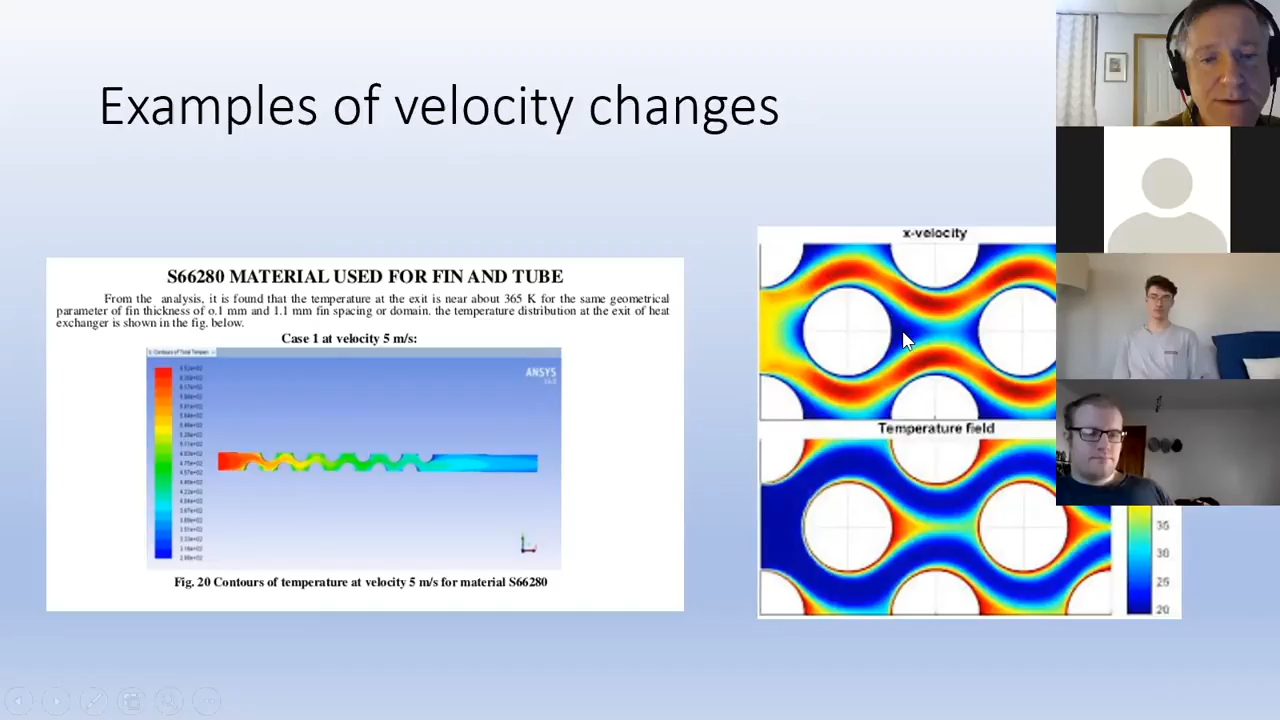 Examples of velocity changes
S66280 MATERIAL USED FOR FIN AND TUBE
From the analysis, it is found that the temperature at the exit is near about 365 K for the same geometrical
parameter of fin thickness of o.1 mm and 1.1 mm fin spacing or domain. the temperature distribution at the exit of heat
exchanger is shown in the fig. below.
Case 1 at velocity 5 m/s:
ANSYS
Fig. 20 Contours of temperature at velocity 5 m/s for material S66280
x-velocity
Temperature field
35
30
25
20